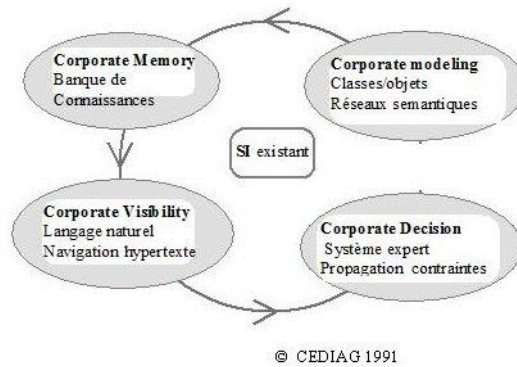 Corporate Memory
Banque de
Connaissances
Corporate modeling
Classes/objets
Réseaux semantiques
SI existant
Corporate Visibility
Langage naturel
Navigation hypertexte
Corporate Decision
Système expert
Propagation contraintes
© CEDIAG 1991